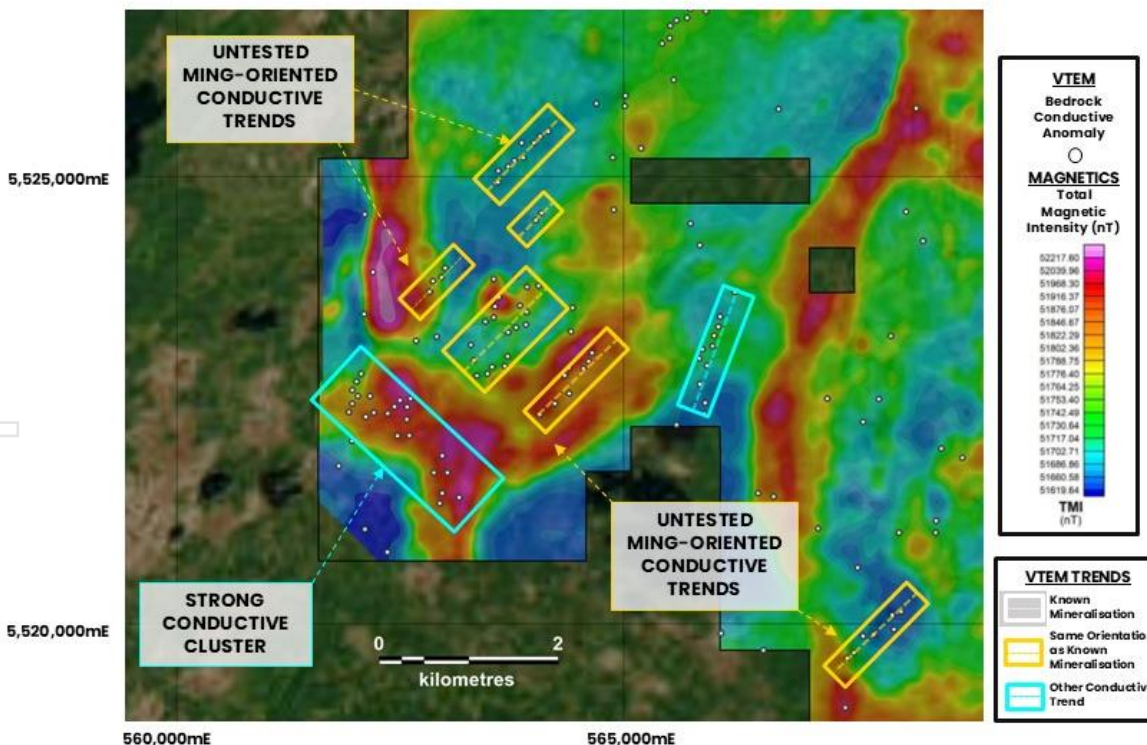 UNTESTED
MING-ORIENTED
CONDUCTIVE
TRENDS
5,525,000mE
STRONG
CONDUCTIVE
CLUSTER
UNTESTED
MING-ORIENTED
CONDUCTIVE
TRENDS
5,520,000mE
0 2
kilometres
560,000mE
565,000mE
VTEM
Bedrock
Conductive
Anomaly
MAGNETICS
Total
Magnetic
Intensity (nT)
52217.60
52039.96
51968.30
51916.37
51876.07
51846.67
51822.29
51802.36
51788.75
51776.40
51764.25
51753.40
51742.49
51730.64
51717.04
51702.71
51686.86
51660.58
51619.64
TMI
(nT)
VTEM TRENDS
Known
Mineralisation
Same Orientatio
as Known
Mineralisation
Other Conductiv
Trend